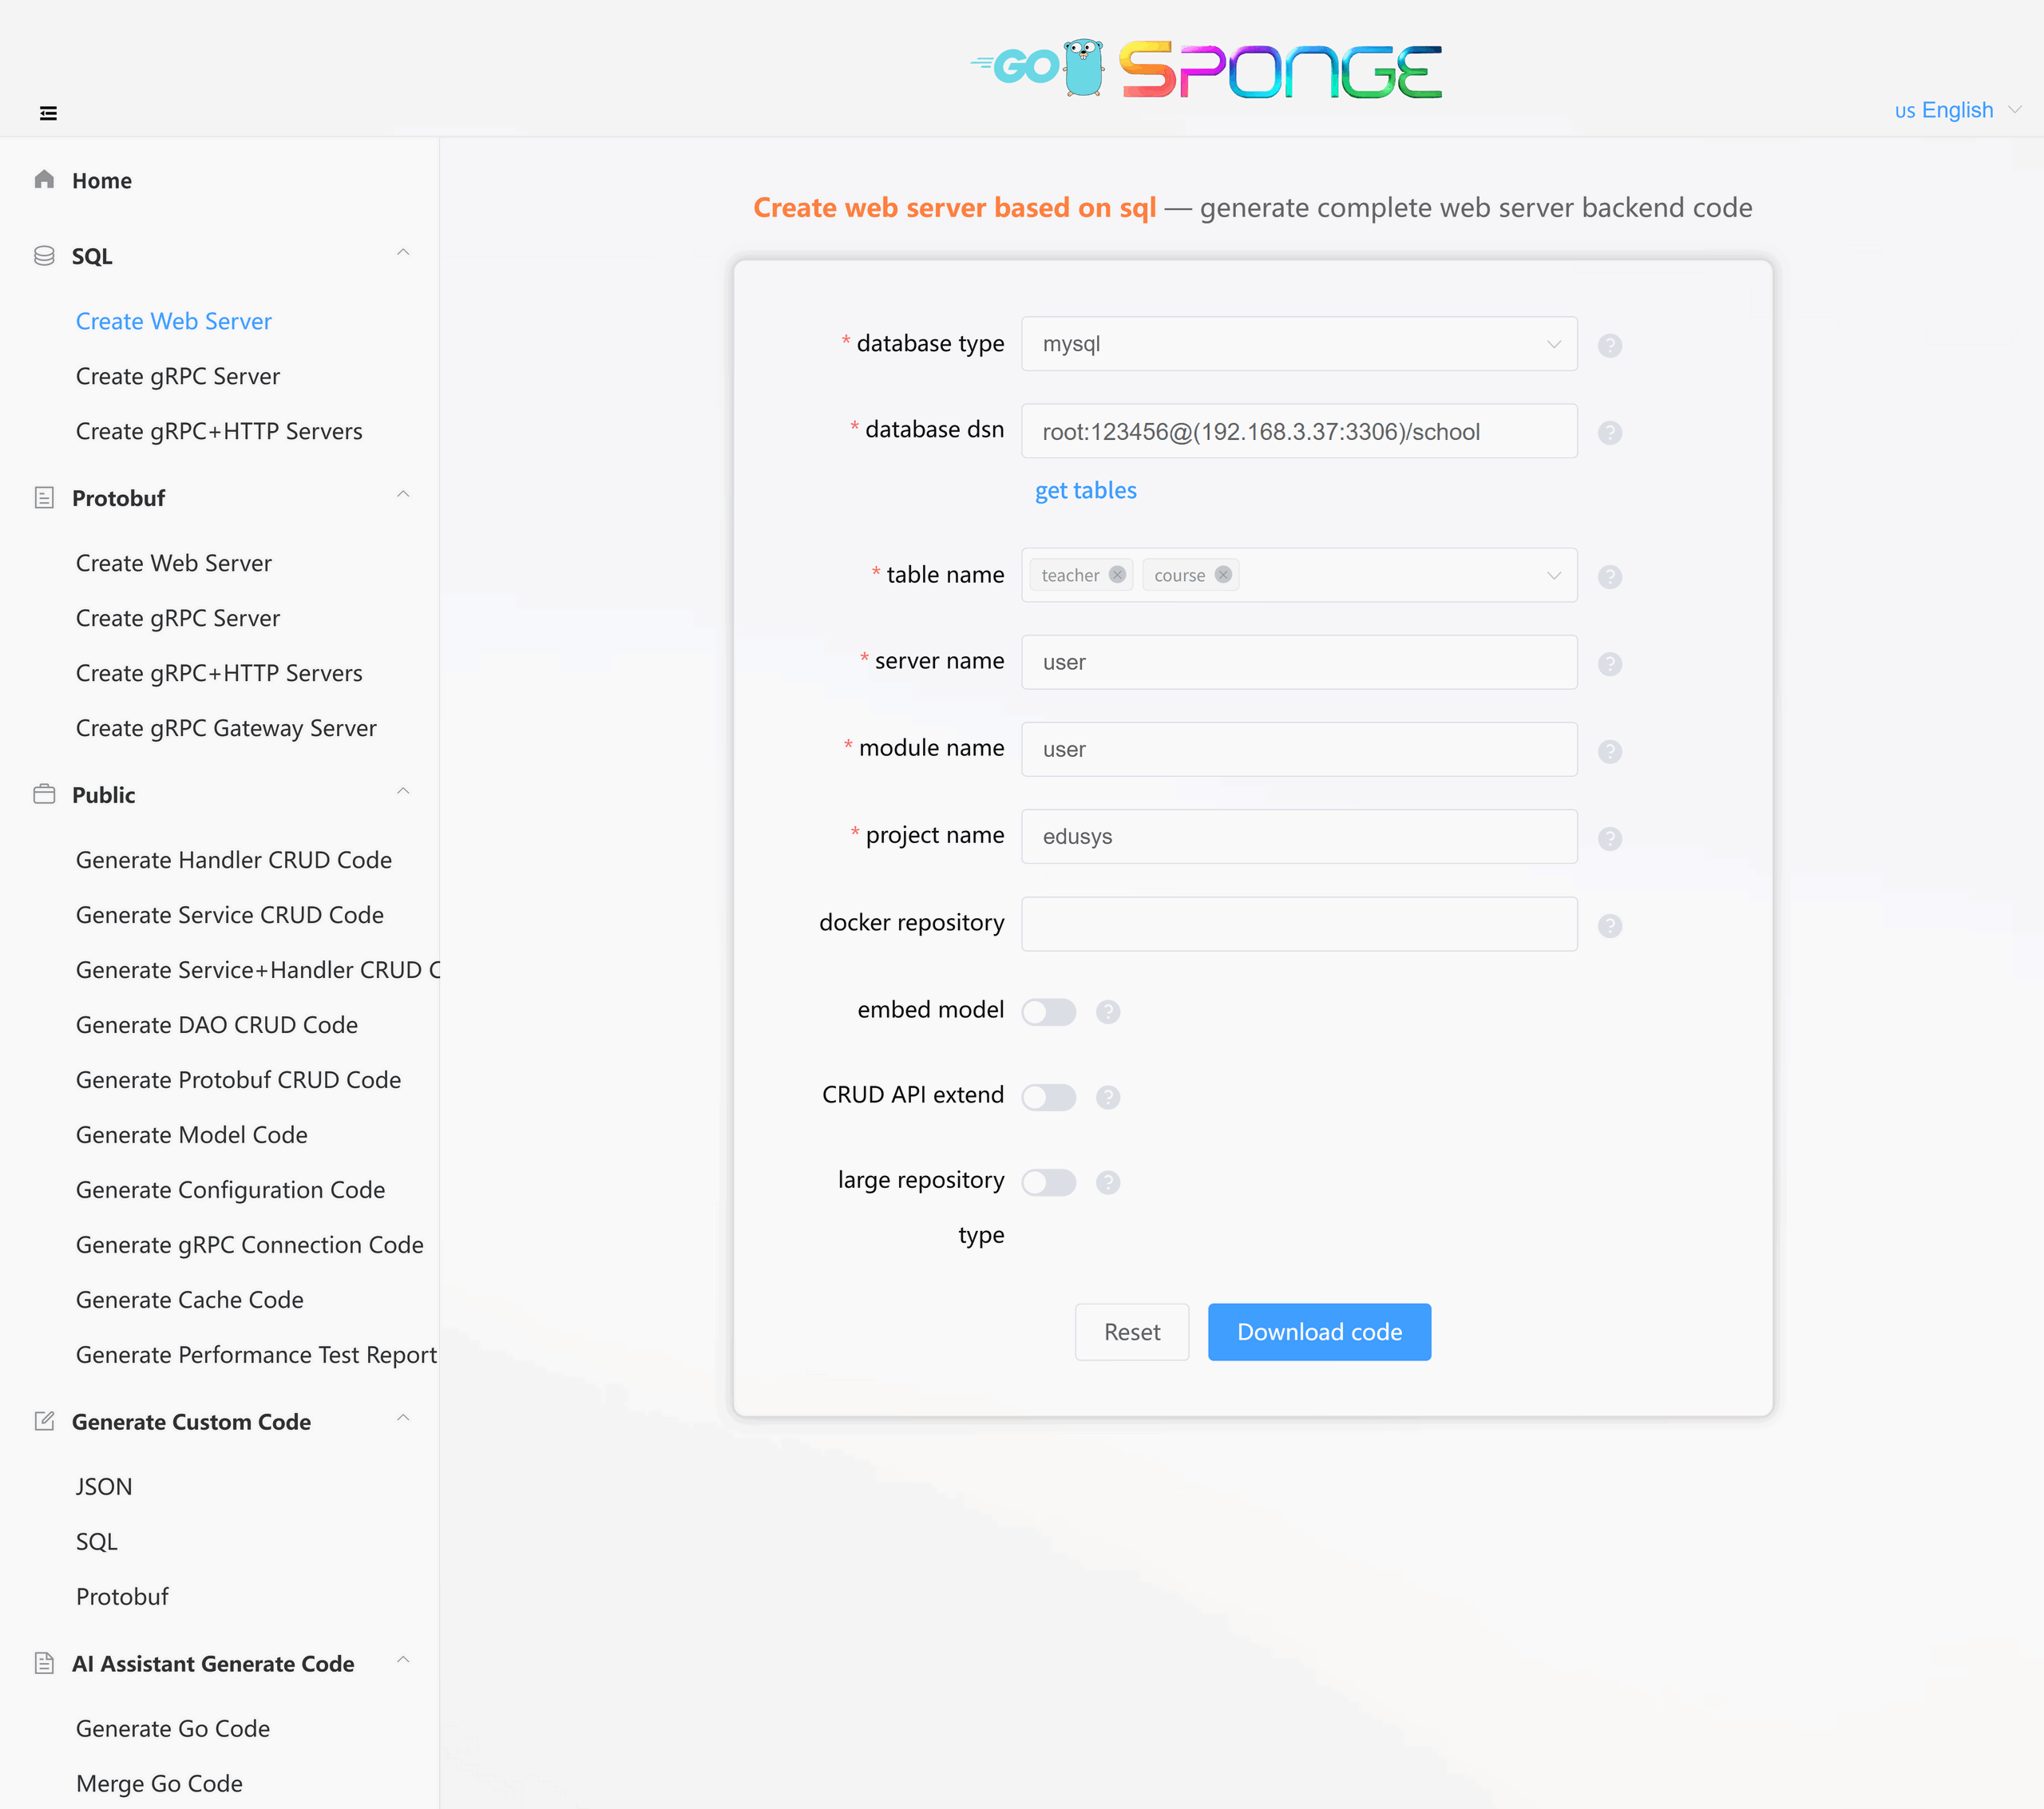 GO SPONGE
us English
Home
SQL
Create Web Server
Create gRPC Server
Create gRPC+HTTP Servers
Protobuf
Create Web Server
Create gRPC Server
Create gRPC+HTTP Servers
Create gRPC Gateway Server
Public
Generate Handler CRUD Code
Generate Service CRUD Code
Generate Service+Handler CRUD C
Generate DAO CRUD Code
Generate Protobuf CRUD Code
Generate Model Code
Generate Configuration Code
Generate gRPC Connection Code
Generate Cache Code
Generate Performance Test Report
Generate Custom Code
JSON
SQL
Protobuf
AI Assistant Generate Code
Generate Go Code
Merge Go Code
Create web server based on sql — generate complete web server backend code
* database type mysql ?
* database dsn root:123456@(192.168.3.37:3306)/school ?
get tables
* table name teacher course ?
* server name user ?
* module name user ?
* project name edusys ?
docker repository ?
embed model ?
CRUD API extend ?
large repository ?
type
Reset Download code